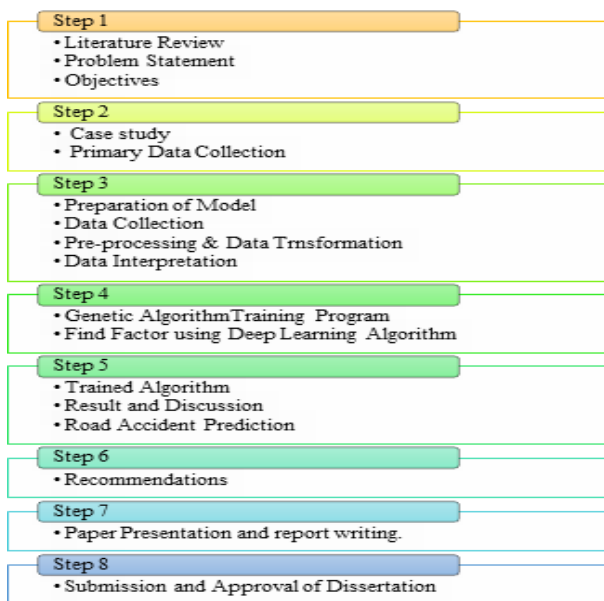 Step 1
• Literature Review
• Problem Statement
• Objectives
Step 2
• Case study
• Primary Data Collection
Step 3
• Preparation of Model
• Data Collection
• Pre-processing & Data Trnsformation
• Data Interpretation
Step 4
• Genetic AlgorithmTraining Program
• Find Factor using Deep Learning Algorithm
Step 5
• Trained Algorithm
• Result and Discussion
• Road Accident Prediction
Step 6
• Recommendations
Step 7
• Paper Presentation and report writing.
Step 8
• Submission and Approval of Dissertation